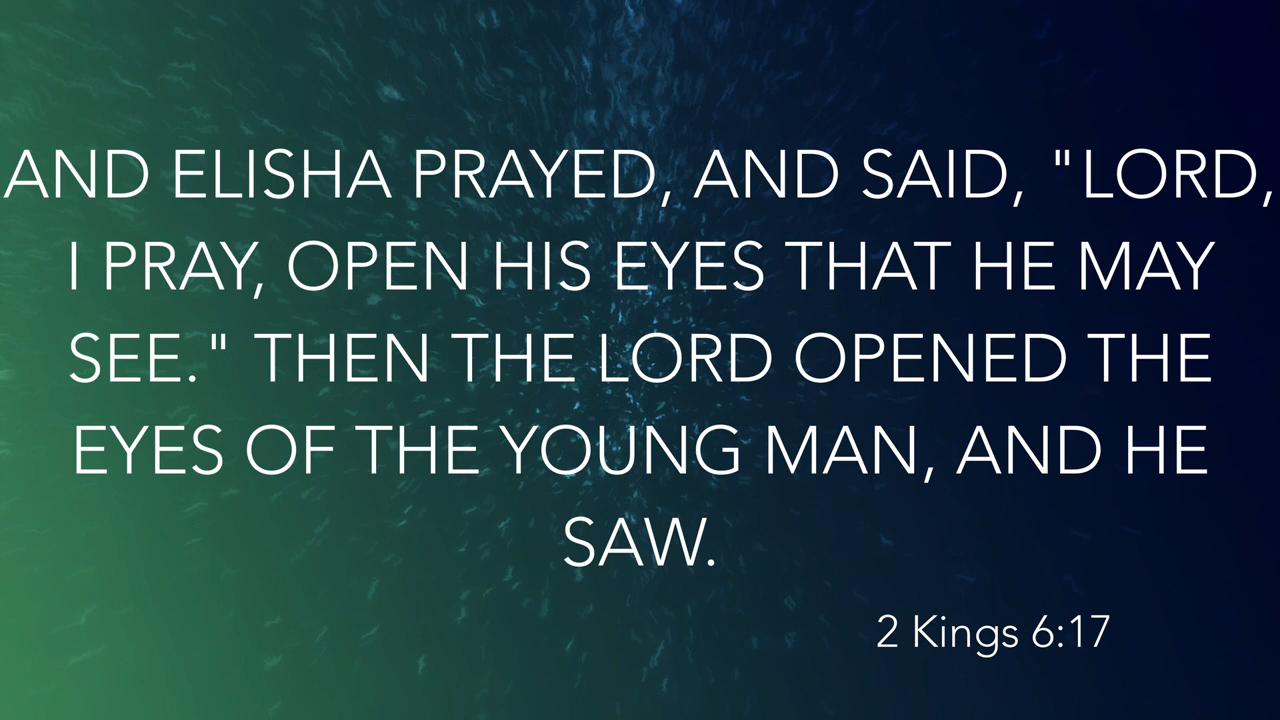 AND ELISHA PRAYED, AND SAID, "LORD,
I PRAY, OPEN HIS EYES THAT HE MAY
SEE." THEN THE LORD OPENED THE
EYES OF THE YOUNG MAN, AND HE
SAW.
2 Kings 6:17